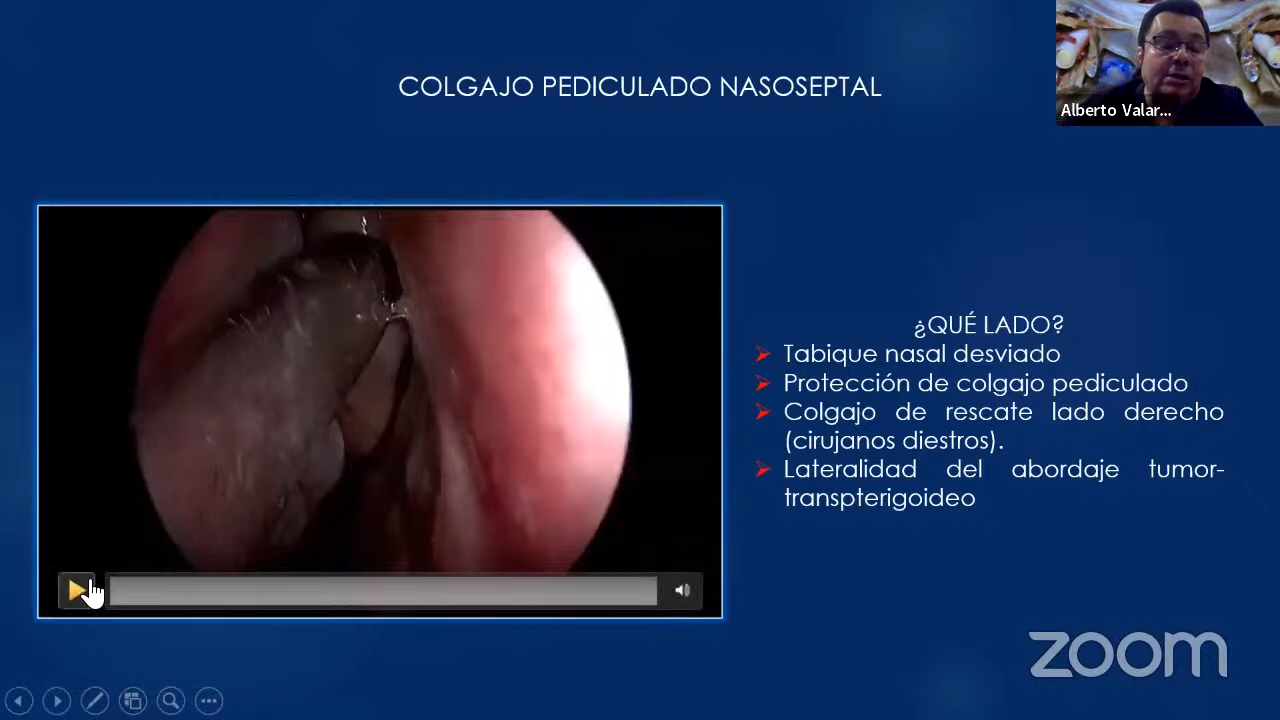 COLGAJO PEDICULADO NASOSEPTAL
Alberto Valar...
¿QUÉ LADO?
Tabique nasal desviado
Protección de colgajo pediculado
Colgajo de rescate lado derecho
(cirujanos diestros).
Lateralidad del abordaje tumor-
transpterigoideo
zoom